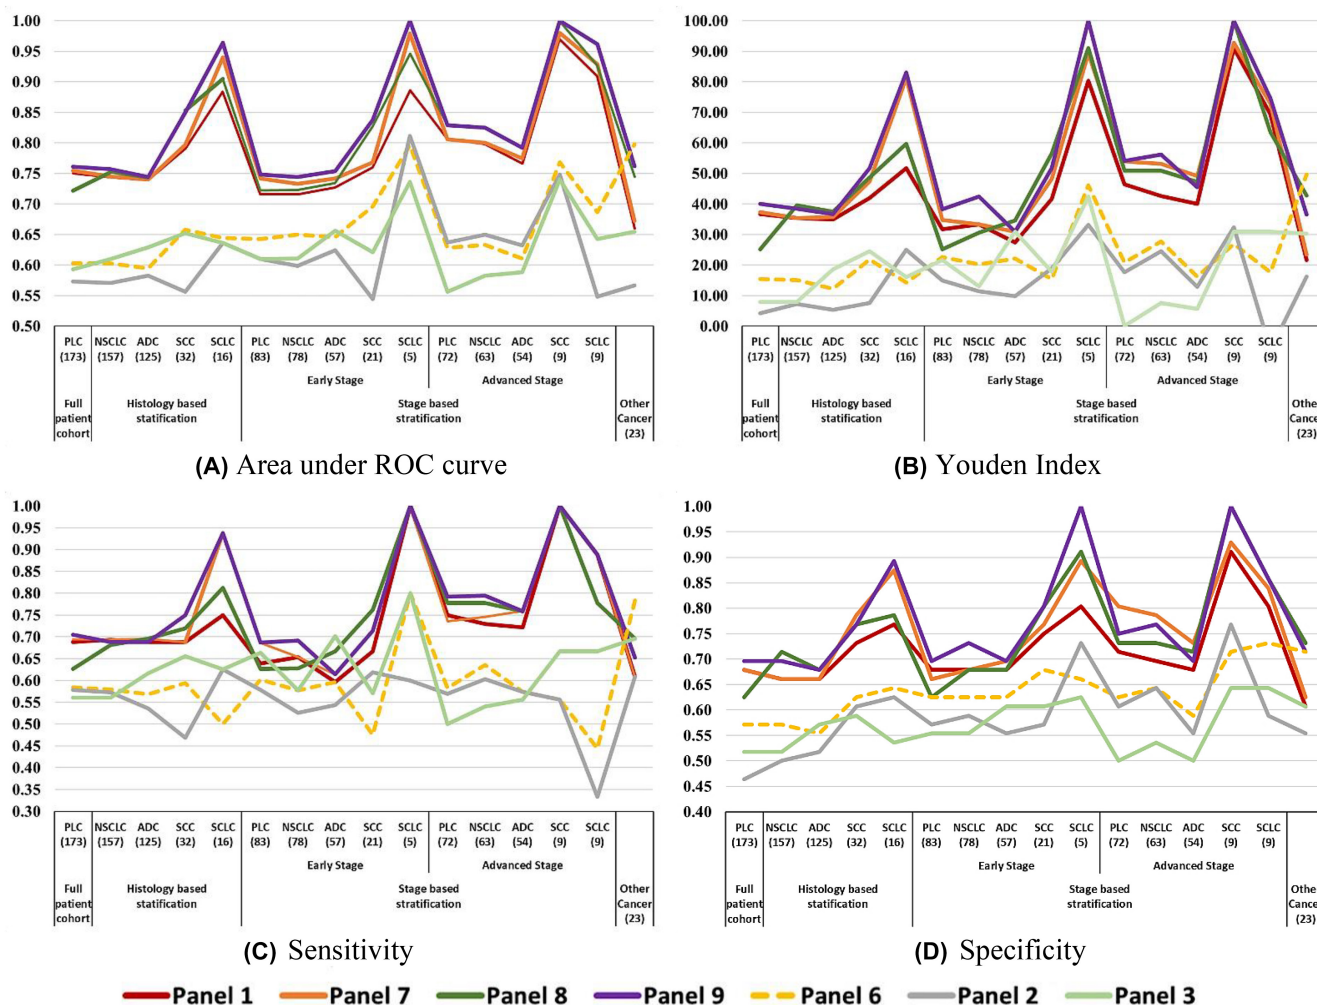 1.00
0.95
0.90
0.85
0.80
0.75
0.70
0.65
0.60
0.55
0.50
PLC NSCLC ADC SCC SCLC PLC NSCLC ADC SCC SCLC PLC NSCLC ADC SCC SCLC
(173) (157) (125) (32) (16) (83) (78) (57) (21) (5) (72) (63) (54) (9) (9)
Early Stage Advanced Stage
Full patient cohort
Histology based statification
Stage based stratification
Other Cancer (23)
(A) Area under ROC curve
100.00
90.00
80.00
70.00
60.00
50.00
40.00
30.00
20.00
10.00
0.00
PLC NSCLC ADC SCC SCLC PLC NSCLC ADC SCC SCLC PLC NSCLC ADC SCC SCLC
(173) (157) (125) (32) (16) (83) (78) (57) (21) (5) (72) (63) (54) (9) (9)
Early Stage Advanced Stage
Full patient cohort
Histology based statification
Stage based stratification
Other Cancer (23)
(B) Youden Index
1.00
0.95
0.90
0.85
0.80
0.75
0.70
0.65
0.60
0.55
0.50
0.45
0.40
0.35
0.30
PLC NSCLC ADC SCC SCLC PLC NSCLC ADC SCC SCLC PLC NSCLC ADC SCC SCLC
(173) (157) (125) (32) (16) (83) (78) (57) (21) (5) (72) (63) (54) (9) (9)
Early Stage Advanced Stage
Full patient cohort
Histology based statification
Stage based stratification
Other Cancer (23)
(C) Sensitivity
1.00
0.95
0.90
0.85
0.80
0.75
0.70
0.65
0.60
0.55
0.50
0.45
0.40
PLC NSCLC ADC SCC SCLC PLC NSCLC ADC SCC SCLC PLC NSCLC ADC SCC SCLC
(173) (157) (125) (32) (16) (83) (78) (57) (21) (5) (72) (63) (54) (9) (9)
Early Stage Advanced Stage
Full patient cohort
Histology based statification
Stage based stratification
Other Cancer (23)
(D) Specificity
Panel 1 Panel 7 Panel 8 Panel 9 Panel 6 Panel 2 Panel 3